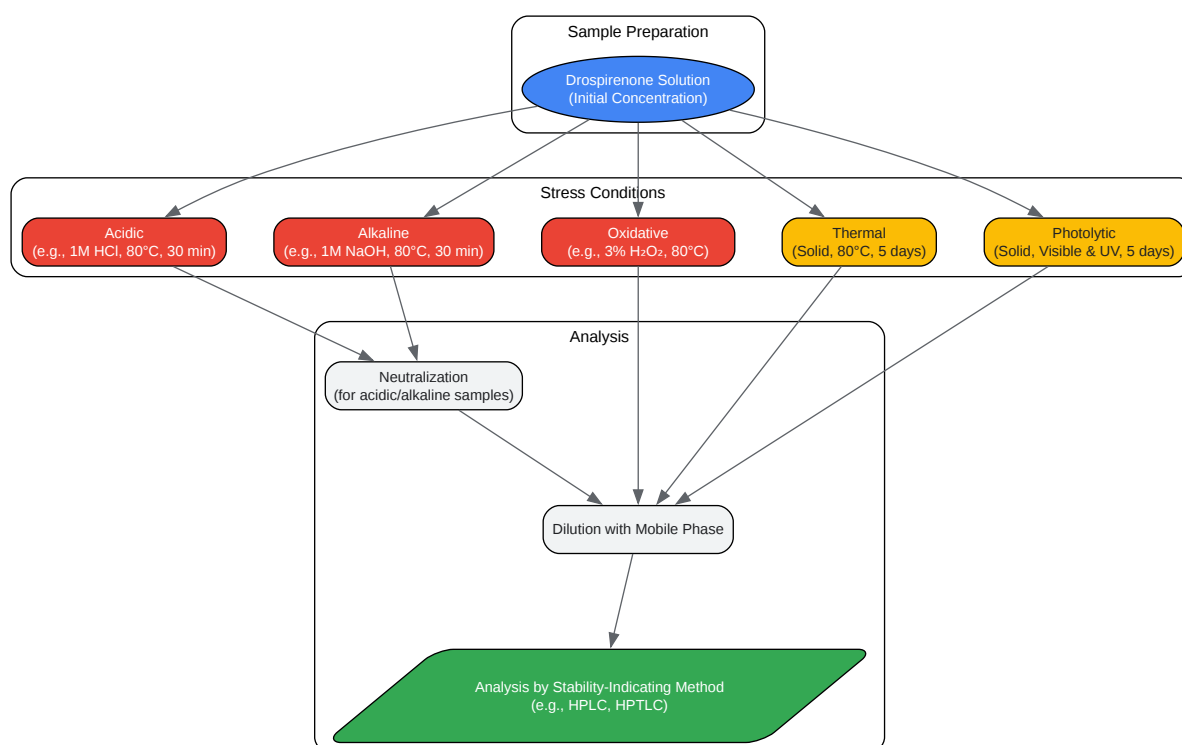 Sample Preparation
Drospirenone Solution
(Initial Concentration)
Stress Conditions
Acidic
(e.g., 1M HCl, 80°C, 30 min)
Alkaline
(e.g., 1M NaOH, 80°C, 30 min)
Oxidative
(e.g., 3% H₂O₂, 80°C)
Thermal
(Solid, 80°C, 5 days)
Photolytic
(Solid, Visible & UV, 5 days)
Analysis
Neutralization
(for acidic/alkaline samples)
Dilution with Mobile Phase
Analysis by Stability-Indicating Method
(e.g., HPLC, HPTLC)